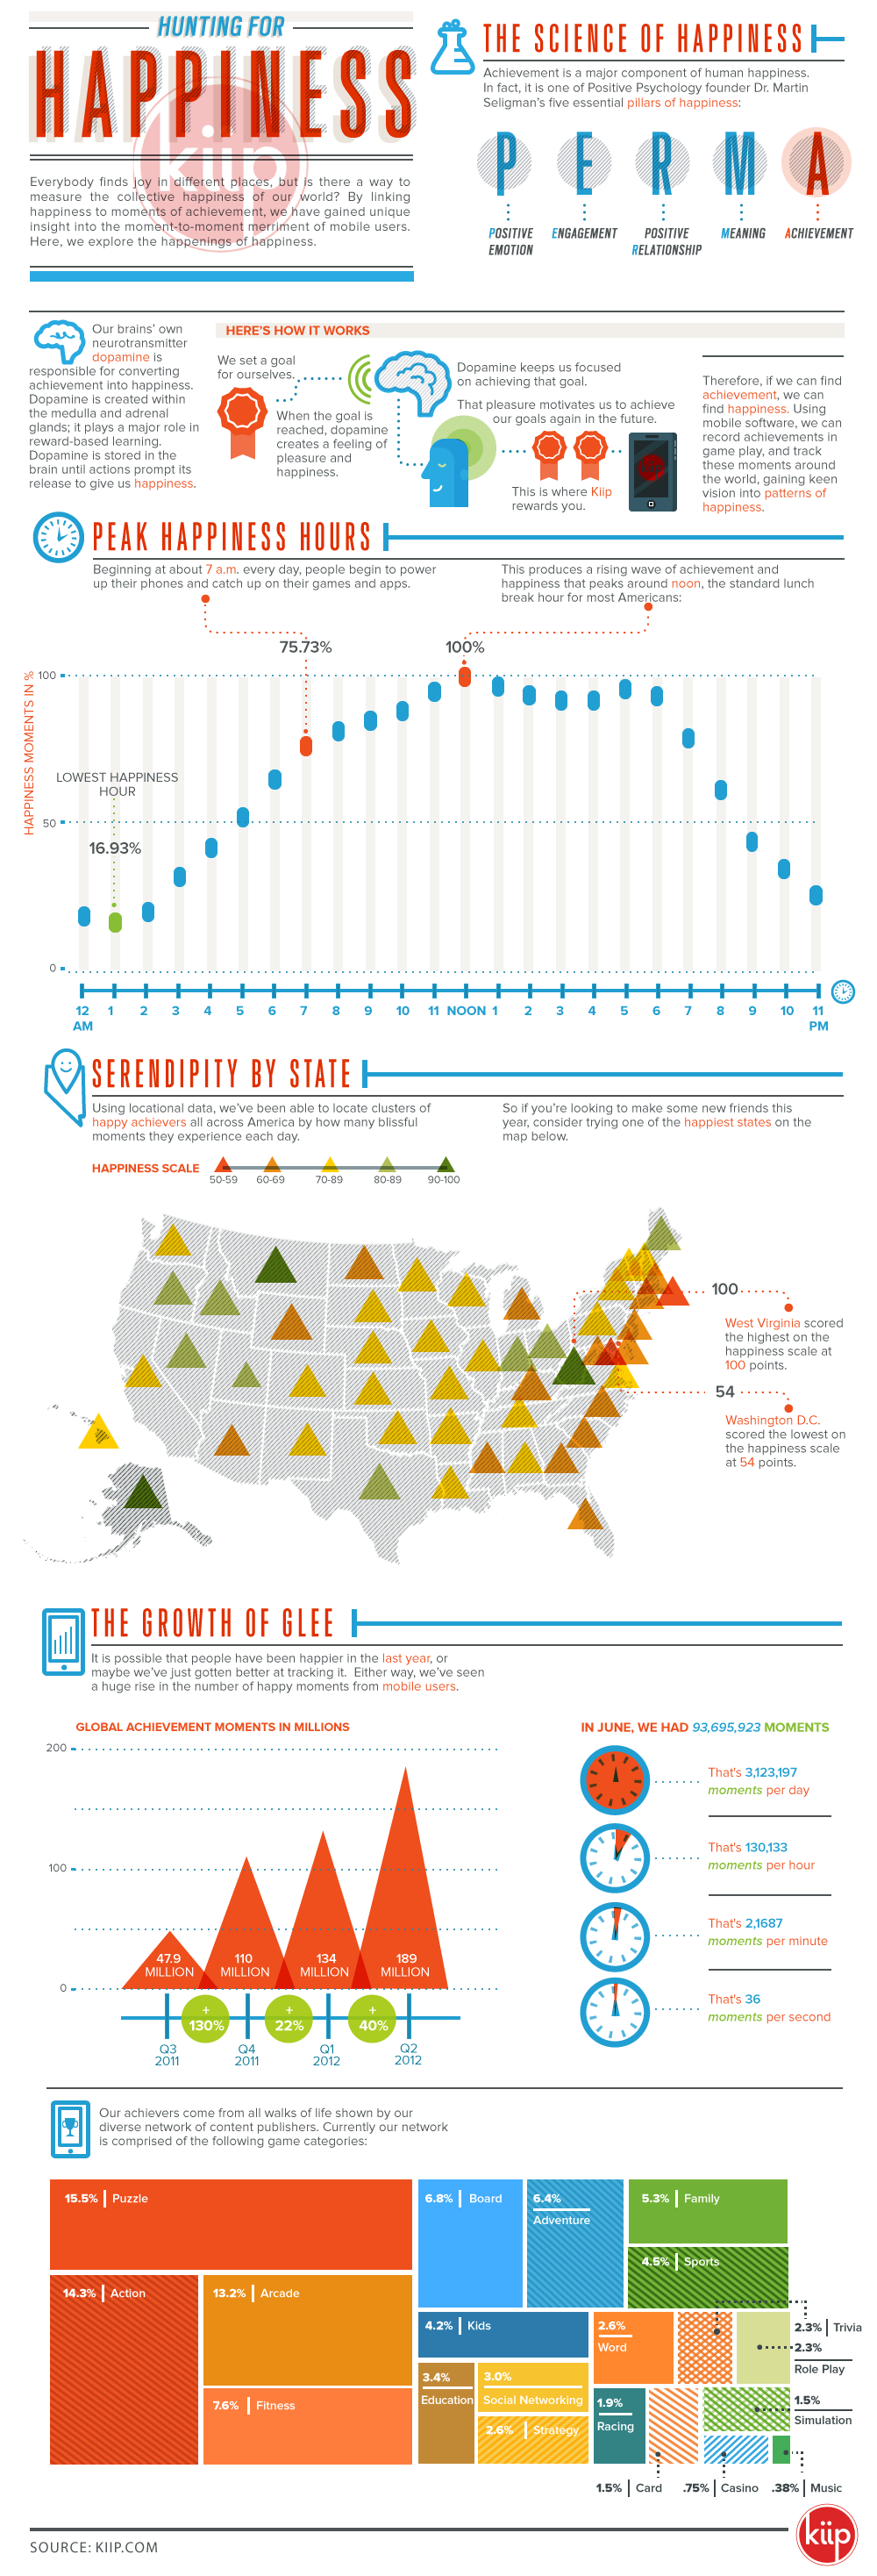 HUNTING FOR
HAPPINESS
kiip
Everybody finds joy in different places, but is there a way to
measure the collective happiness of our world? By linking
happiness to moments of achievement, we have gained unique
insight into the moment-to-moment merriment of mobile users.
Here, we explore the happenings of happiness.
THE SCIENCE OF HAPPINESS
Achievement is a major component of human happiness.
In fact, it is one of Positive Psychology founder Dr. Martin
Seligman's five essential pillars of happiness:
P E R M A
POSITIVE
EMOTION
ENGAGEMENT
POSITIVE
RELATIONSHIP
MEANING
ACHIEVEMENT
Our brains' own
neurotransmitter
dopamine is
responsible for converting
achievement into happiness.
Dopamine is created within
the medulla and adrenal
glands; it plays a major role in
reward-based learning.
Dopamine is stored in the
brain until actions prompt its
release to give us happiness.
HERE'S HOW IT WORKS
We set a goal
for ourselves.
When the goal is
reached, dopamine
creates a feeling of
pleasure and
happiness.
Dopamine keeps us focused
on achieving that goal.
That pleasure motivates us to achieve
our goals again in the future.
This is where Kiip
rewards you.
Therefore, if we can find
achievement, we can
find happiness. Using
mobile software, we can
record achievements in
game play, and track
these moments around
the world, gaining keen
vision into patterns of
happiness.
PEAK HAPPINESS HOURS
Beginning at about 7 a.m. every day, people begin to power
up their phones and catch up on their games and apps.
This produces a rising wave of achievement and
happiness that peaks around noon, the standard lunch
break hour for most Americans:
75.73%
100%
HAPPINESS MOMENTS IN %
100
LOWEST HAPPINESS
HOUR
50
16.93%
0
12 1 2 3 4 5 6 7 8 9 10 11 NOON 1 2 3 4 5 6 7 8 9 10 11
AM PM
SERENDIPITY BY STATE
Using locational data, we've been able to locate clusters of
happy achievers all across America by how many blissful
moments they experience each day.
So if you're looking to make some new friends this
year, consider trying one of the happiest states on the
map below.
HAPPINESS SCALE
50-59 60-69 70-89 80-89 90-100
100
West Virginia scored
the highest on the
happiness scale at
100 points.
54
Washington D.C.
scored the lowest on
the happiness scale
at 54 points.
THE GROWTH OF GLEE
It is possible that people have been happier in the last year, or
maybe we've just gotten better at tracking it. Either way, we've seen
a huge rise in the number of happy moments from mobile users.
GLOBAL ACHIEVEMENT MOMENTS IN MILLIONS
200
100
0
47.9
MILLION
110
MILLION
134
MILLION
189
MILLION
+
130%
+
22%
+
40%
Q3
2011
Q4
2011
Q1
2012
Q2
2012
IN JUNE, WE HAD 93,695,923 MOMENTS
That's 3,123,197
moments per day
That's 130,133
moments per hour
That's 2,1687
moments per minute
That's 36
moments per second
Our achievers come from all walks of life shown by our
diverse network of content publishers. Currently our network
is comprised of the following game categories:
15.5% | Puzzle
6.8% | Board
6.4%
Adventure
5.3% | Family
4.5% | Sports
14.3% | Action
13.2% | Arcade
7.6% | Fitness
4.2% | Kids
2.6%
Word
2.3% | Trivia
2.3%
Role Play
3.4%
Education
3.0%
Social Networking
2.6% | Strategy
1.9%
Racing
1.5%
Simulation
1.5% | Card
.75% | Casino
.38% | Music
SOURCE: KIIP.COM
kiip